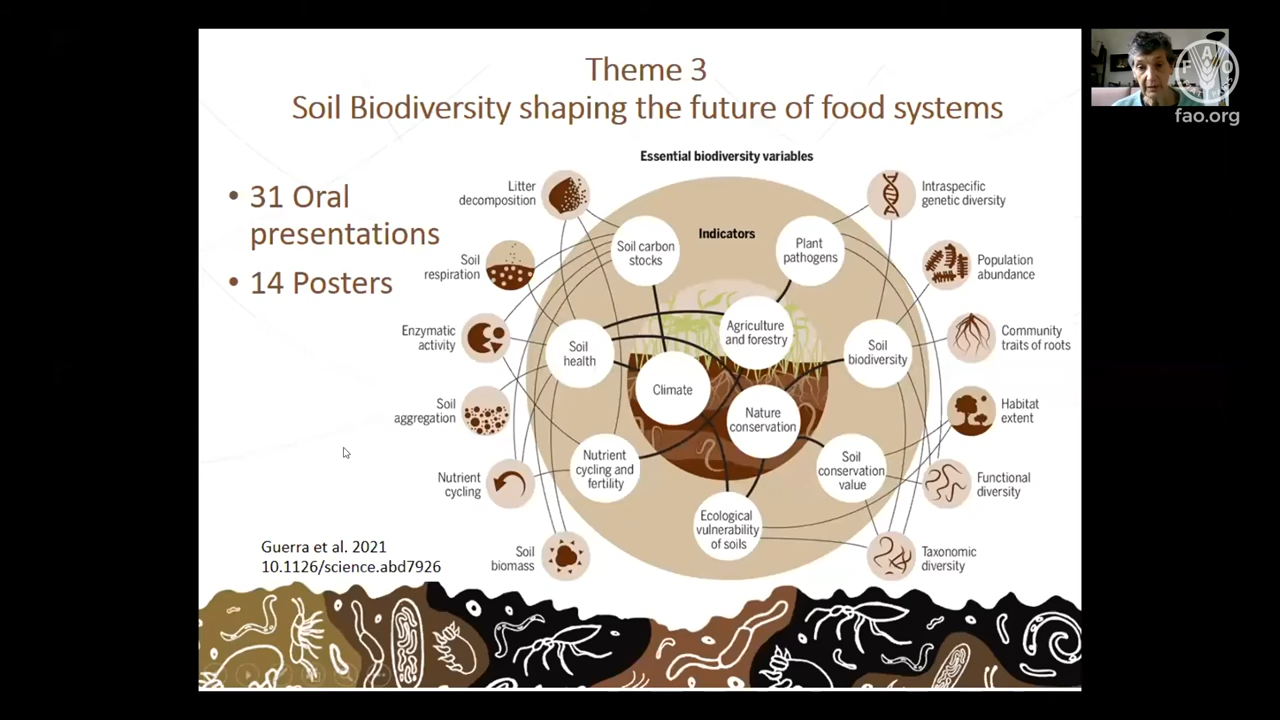 Theme 3
Soil Biodiversity shaping the future of food systems
• 31 Oral
presentations
• 14 Posters
Essential biodiversity variables
Indicators
Litter
decomposition
Soil
respiration
Enzymatic
activity
Soil
aggregation
Nutrient
cycling
Soil
biomass
Soil carbon
stocks
Plant
pathogens
Agriculture
and forestry
Soil
health
Climate
Soil
biodiversity
Nature
conservation
Nutrient
cycling and
fertility
Soil
conservation
value
Ecological
vulnerability
of soils
Intraspecific
genetic diversity
Population
abundance
Community
traits of roots
Habitat
extent
Functional
diversity
Taxonomic
diversity
Guerra et al. 2021
10.1126/science.abd7926
F A O
fao.org